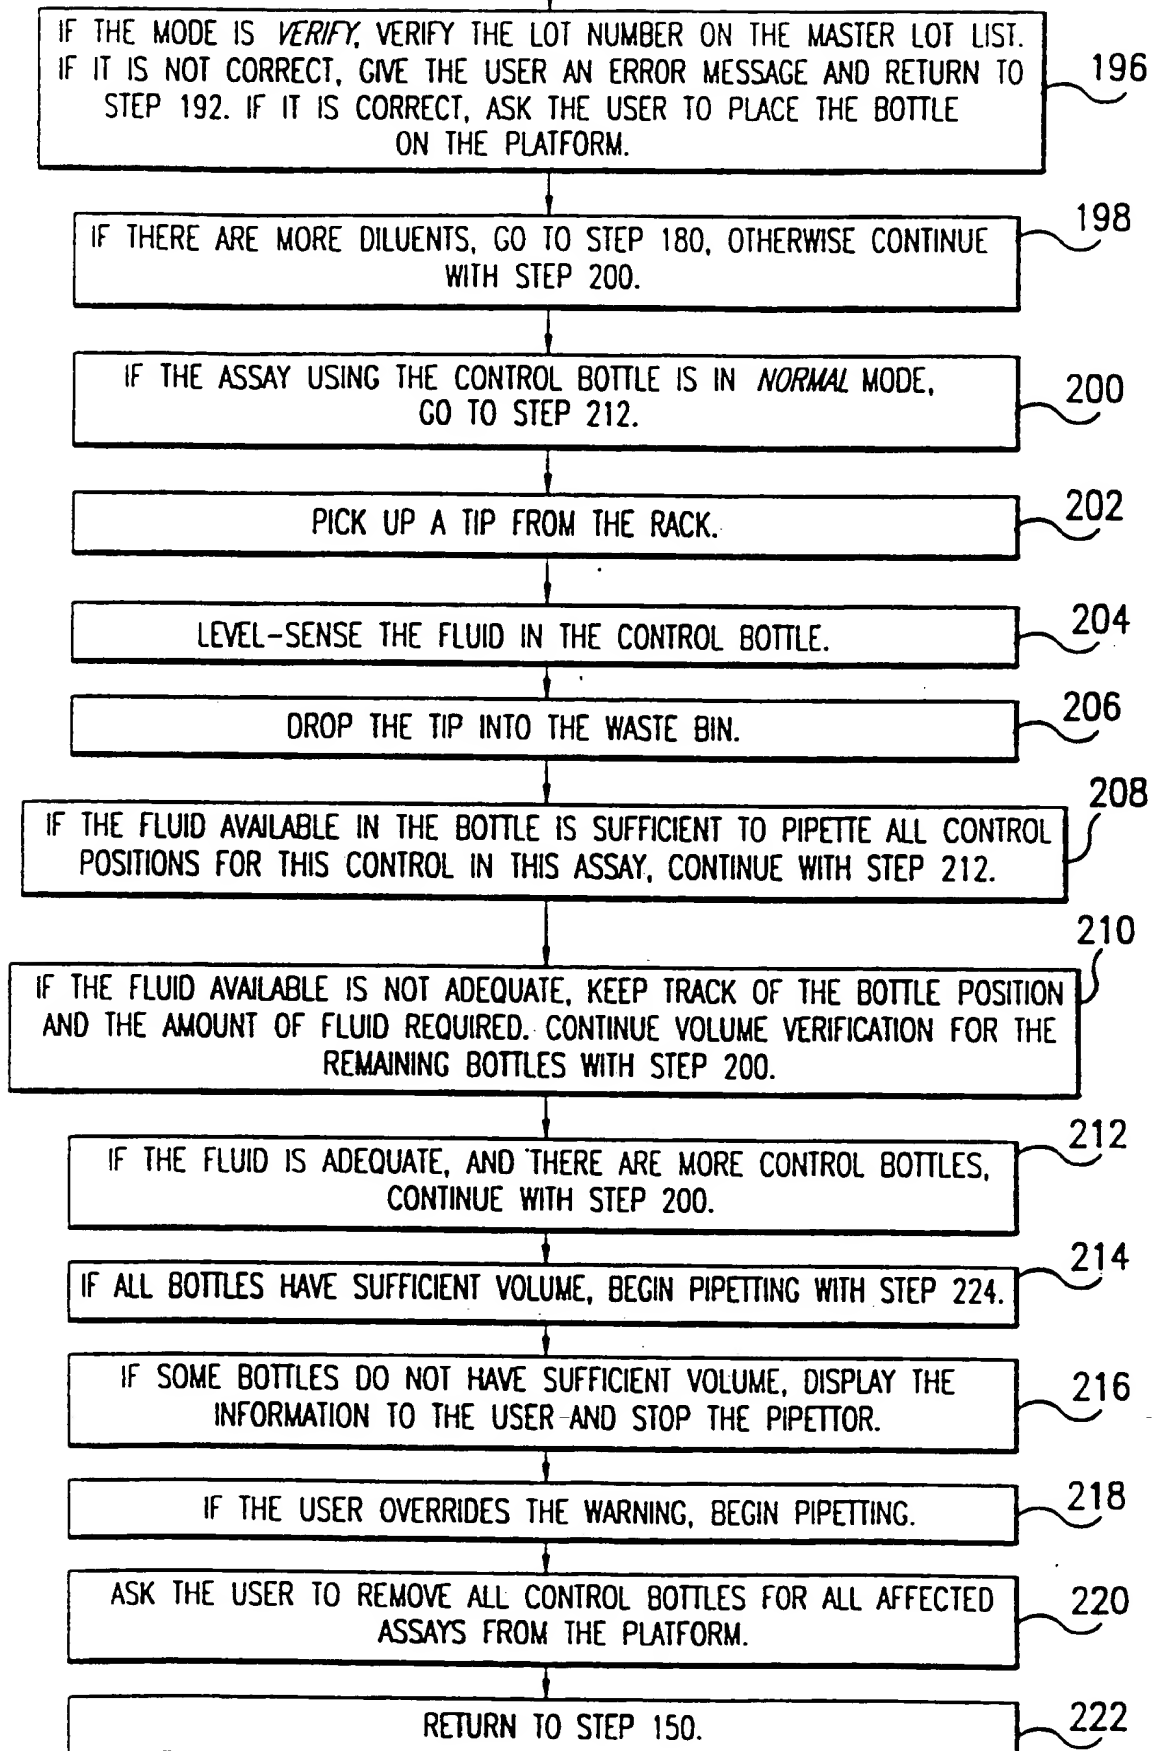 IF THE MODE IS VERIFY, VERIFY THE LOT NUMBER ON THE MASTER LOT LIST.
IF IT IS NOT CORRECT, GIVE THE USER AN ERROR MESSAGE AND RETURN TO
STEP 192. IF IT IS CORRECT, ASK THE USER TO PLACE THE BOTTLE
ON THE PLATFORM.
196
IF THERE ARE MORE DILUENTS, GO TO STEP 180, OTHERWISE CONTINUE
WITH STEP 200.
198
IF THE ASSAY USING THE CONTROL BOTTLE IS IN NORMAL MODE,
GO TO STEP 212.
200
PICK UP A TIP FROM THE RACK.
202
LEVEL-SENSE THE FLUID IN THE CONTROL BOTTLE.
204
DROP THE TIP INTO THE WASTE BIN.
206
IF THE FLUID AVAILABLE IN THE BOTTLE IS SUFFICIENT TO PIPETTE ALL CONTROL
POSITIONS FOR THIS CONTROL IN THIS ASSAY, CONTINUE WITH STEP 212.
208
IF THE FLUID AVAILABLE IS NOT ADEQUATE, KEEP TRACK OF THE BOTTLE POSITION
AND THE AMOUNT OF FLUID REQUIRED. CONTINUE VOLUME VERIFICATION FOR THE
REMAINING BOTTLES WITH STEP 200.
210
IF THE FLUID IS ADEQUATE, AND THERE ARE MORE CONTROL BOTTLES,
CONTINUE WITH STEP 200.
212
IF ALL BOTTLES HAVE SUFFICIENT VOLUME, BEGIN PIPETTING WITH STEP 224.
214
IF SOME BOTTLES DO NOT HAVE SUFFICIENT VOLUME, DISPLAY THE
INFORMATION TO THE USER AND STOP THE PIPETTOR.
216
IF THE USER OVERRIDES THE WARNING, BEGIN PIPETTING.
218
ASK THE USER TO REMOVE ALL CONTROL BOTTLES FOR ALL AFFECTED
ASSAYS FROM THE PLATFORM.
220
RETURN TO STEP 150.
222